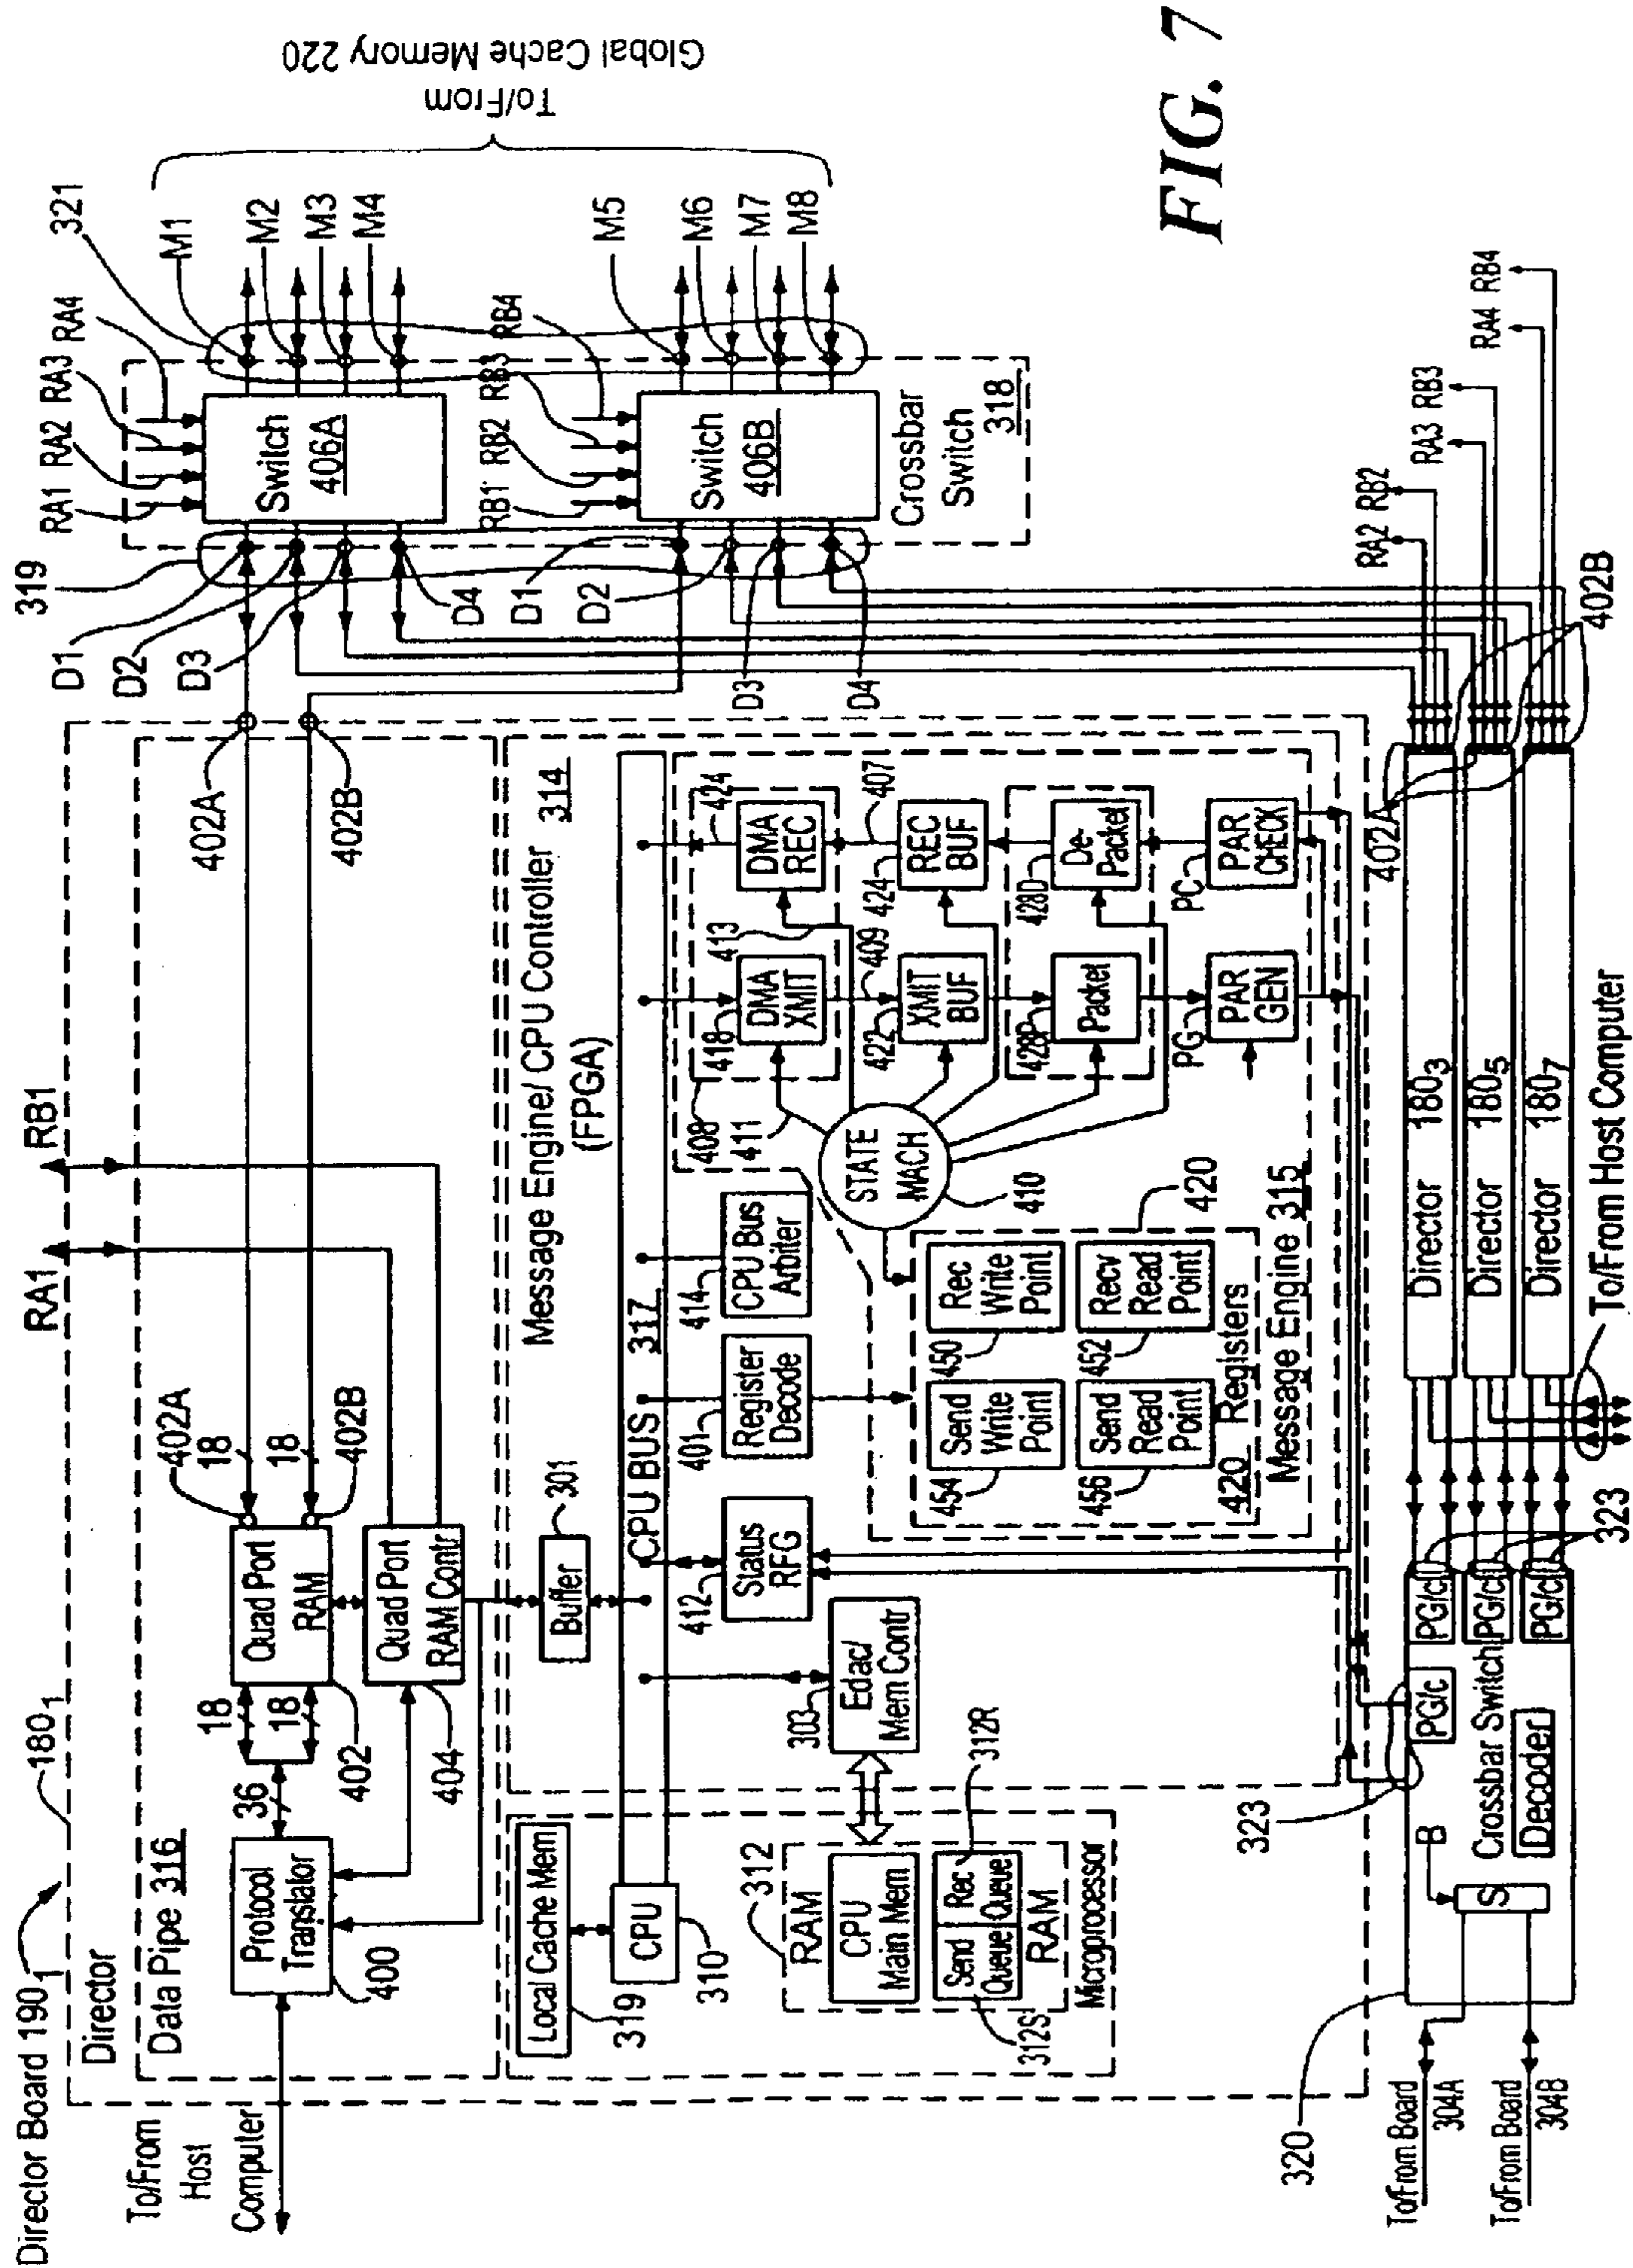 Director Board 190₁
180₁
Director
To/From
Host
Computer
Data Pipe 316
RA1
RB1
Protocol
Translator
400
36
18
18
Quad Port
RAM
402
402A
18
18
402B
Quad Port
RAM Contr
404
402A
402B
319
D1
D2
D3
D4
D1
D2
D3
D4
RA1
RA2
RA3
RA4
Switch
406A
RB1
RB2
RB3
RB4
Switch
406B
Crossbar
Switch
318
321
M1
M2
M3
M4
M5
M6
M7
M8
To/From
Global Cache Memory 220
Message Engine/ CPU Controller
(FPGA)
314
Local Cache Mem
319
CPU
310
Buffer
301
CPU BUS
317
312
RAM
CPU
Main Mem
Send
Queue
Rec
Queue
RAM
312S
312R
Microprocessor
Edac/
Mem Contr
303
Status
RFG
412
Register
Decode
401
CPU Bus
Arbiter
414
Send
Write
Point
454
Rec
Write
Point
450
Send
Read
Point
456
Recv
Read
Point
452
420 Registers
420
Message Engine 315
STATE
MACH
410
408
411
413
DMA
XMIT
418
DMA
REC
424
409
407
XMIT
BUF
422
REC
BUF
424
Packet
428P
De-
Packet
428D
PAR
GEN
PG
PAR
CHECK
PC
320
To/From Board
304A
To/From Board
304B
S
B
Crossbar Switch
Decoder
PG/c
PG/c
PG/c
PG/c
323
323
To/From Host Computer
Director 180₃
Director 180₅
Director 180₇
402A
402B
RA2
RB2
RA3
RB3
RA4
RB4
FIG. 7